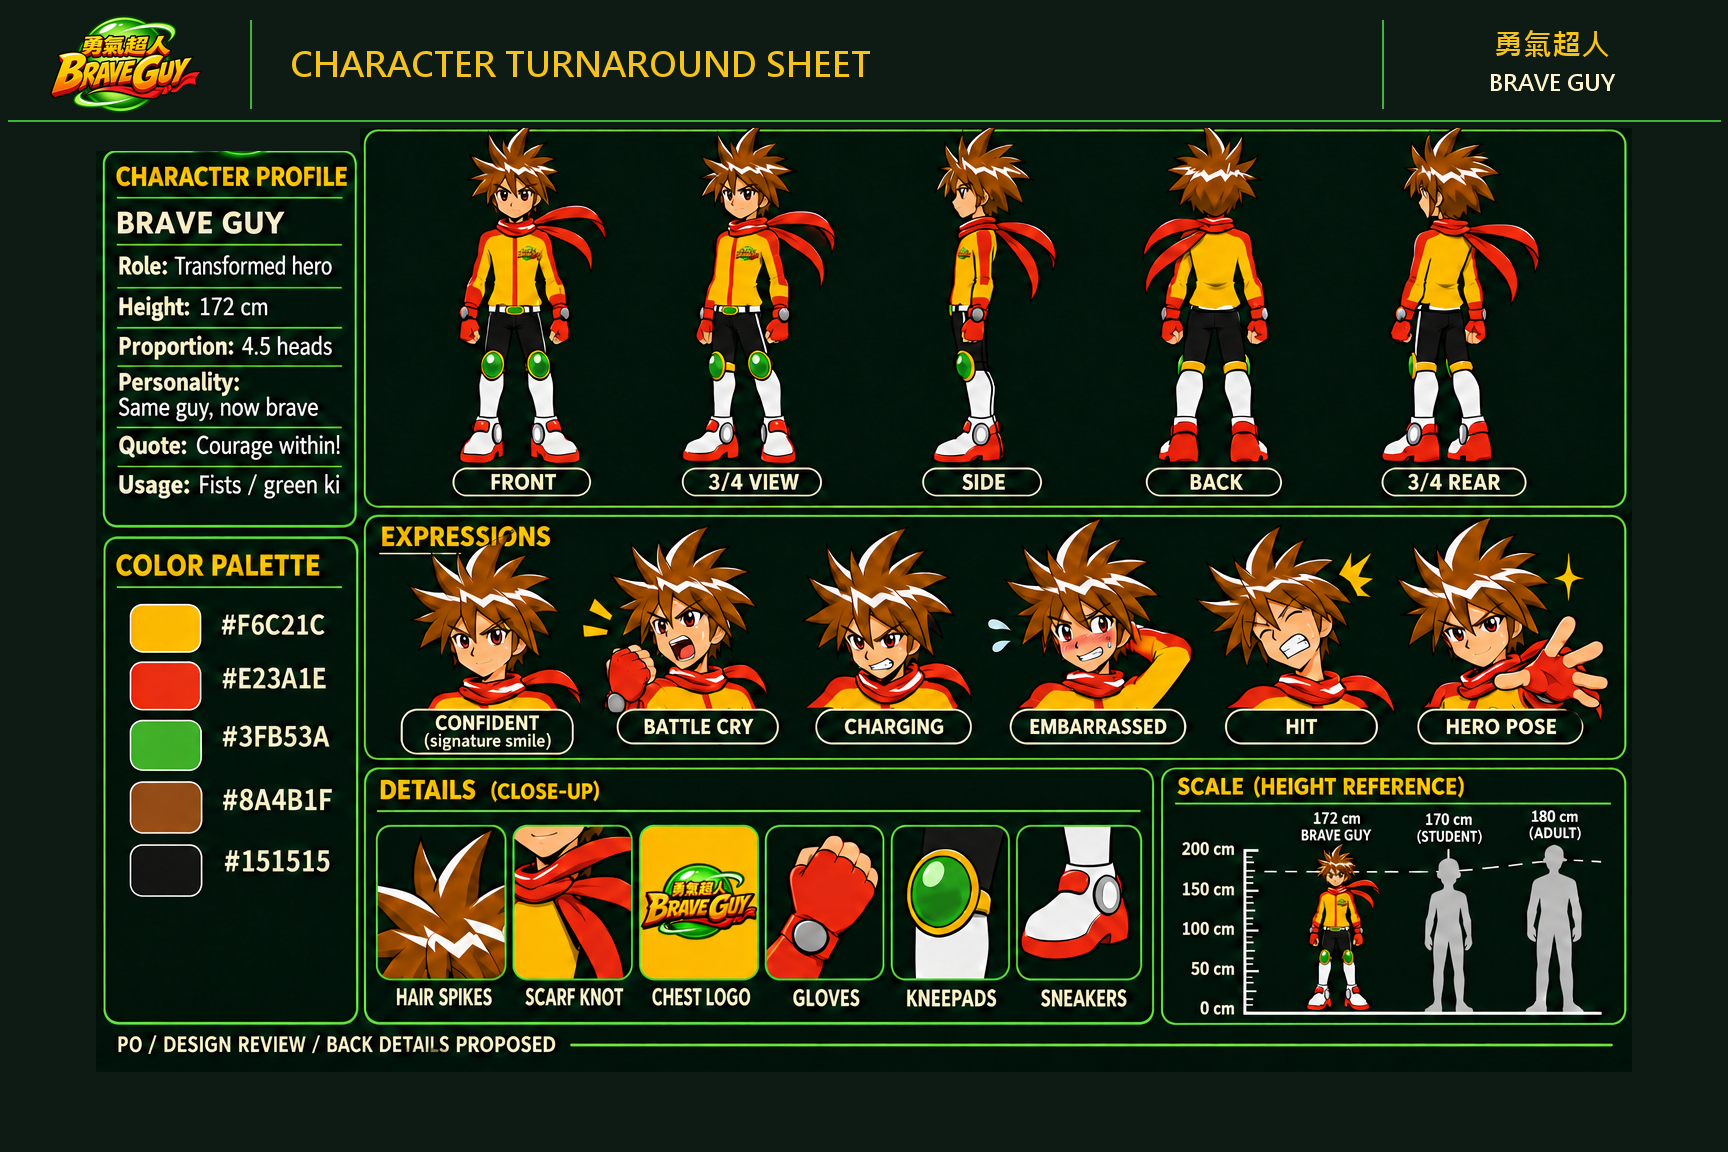 勇氣超人
BRAVE GUY
CHARACTER TURNAROUND SHEET
勇氣超人
BRAVE GUY
CHARACTER PROFILE
BRAVE GUY
Role: Transformed hero
Height: 172 cm
Proportion: 4.5 heads
Personality:
Same guy, now brave
Quote: Courage within!
Usage: Fists / green ki
FRONT
3/4 VIEW
SIDE
BACK
3/4 REAR
COLOR PALETTE
#F6C21C
#E23A1E
#3FB53A
#8A4B1F
#151515
EXPRESSIONS
CONFIDENT
(signature smile)
BATTLE CRY
CHARGING
EMBARRASSED
HIT
HERO POSE
DETAILS (CLOSE-UP)
勇氣超人
BRAVE GUY
HAIR SPIKES
SCARF KNOT
CHEST LOGO
GLOVES
KNEEPADS
SNEAKERS
SCALE (HEIGHT REFERENCE)
172 cm
BRAVE GUY
170 cm
(STUDENT)
180 cm
(ADULT)
200 cm
150 cm
100 cm
50 cm
0 cm
PO / DESIGN REVIEW / BACK DETAILS PROPOSED